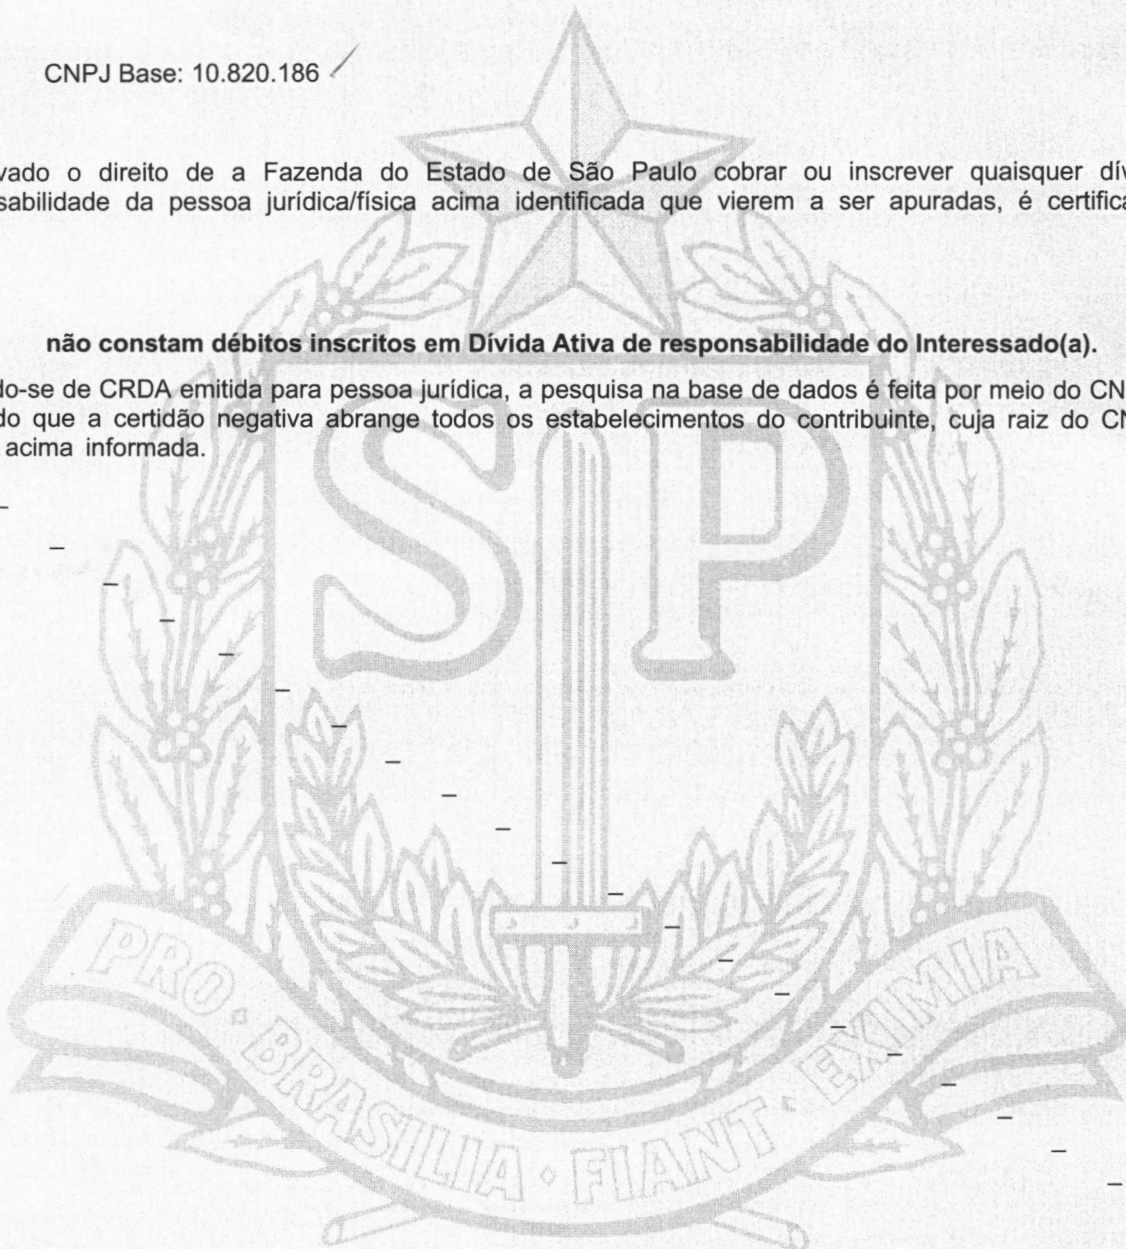 CNPJ Base: 10.820.186
vado o direito de a Fazenda do Estado de São Paulo cobrar ou inscrever quaisquer dív
sabilidade da pessoa jurídica/física acima identificada que vierem a ser apuradas, é certifica
não constam débitos inscritos em Dívida Ativa de responsabilidade do Interessado(a).
do-se de CRDA emitida para pessoa jurídica, a pesquisa na base de dados é feita por meio do CN
do que a certidão negativa abrange todos os estabelecimentos do contribuinte, cuja raiz do CN
acima informada.
SP
PRO · BRASILIA · FIANT · EXIMIA